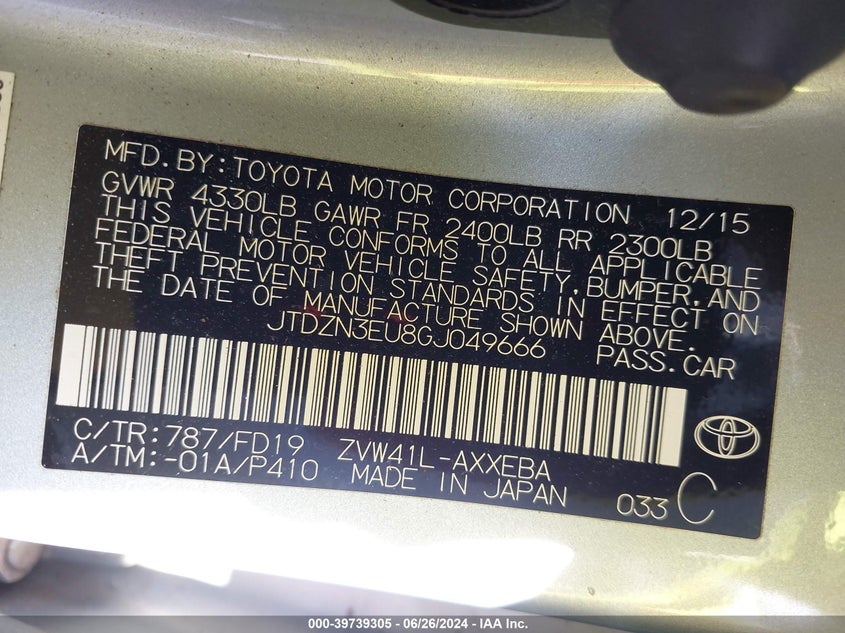 MFD.BY:TOYOTA MOTOR CORPORATION 12/15
GVWR 4330LB GAWR FR 2400LB RR 2300LB
THIS VEHICLE CONFORMS TO ALL APPLICABLE
FEDERAL MOTOR VEHICLE SAFETY,BUMPER,AND
THEFT PREVENTION STANDARDS IN EFFECT ON
THE DATE OF MANUFACTURE SHOWN ABOVE.
JTDZN3EU8GJ049666 PASS.CAR
C/TR:787/FD19 ZVW41L-AXXEBA
A/TM:-01A/P410 MADE IN JAPAN 033 C
000-39739305 - 06/26/2024 - IAAI.COM